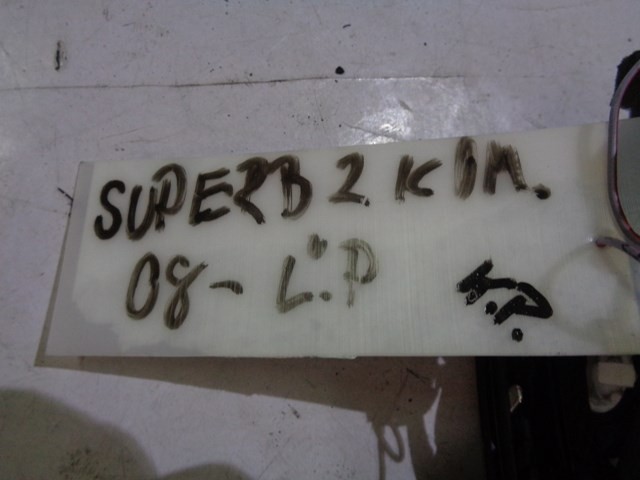 SUPERB 2 KOM.
08- L.P
K.P.